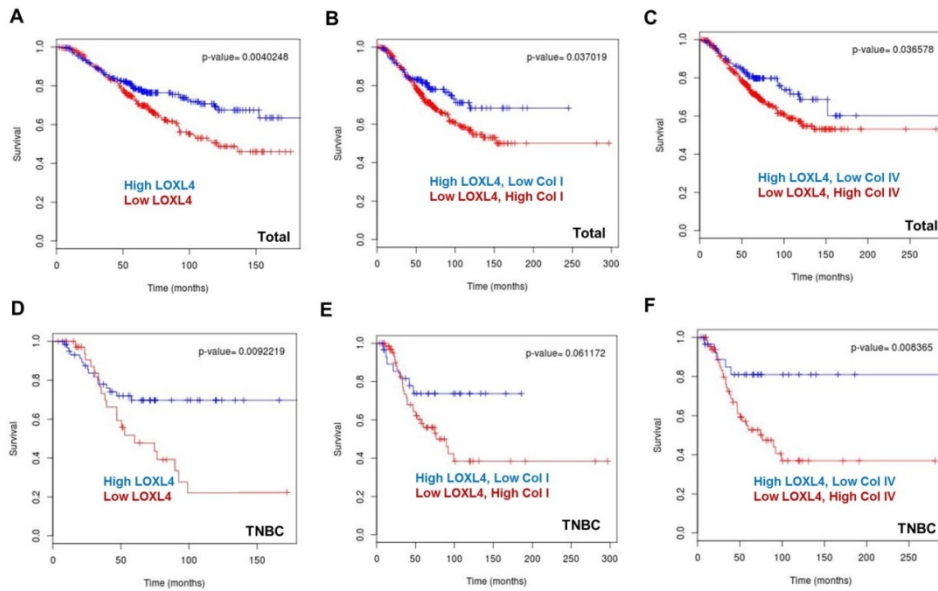 A
p-value= 0.0040248
Survival
1.0
0.8
0.6
0.4
0.2
0.0
High LOXL4
Low LOXL4
Total
0 50 100 150
Time (months)
B
p-value= 0.037019
Survival
1.0
0.8
0.6
0.4
0.2
0.0
High LOXL4, Low Col I
Low LOXL4, High Col I
Total
0 50 100 150 200 250 300
Time (months)
C
p-value= 0.036578
Survival
1.0
0.8
0.6
0.4
0.2
0.0
High LOXL4, Low Col IV
Low LOXL4, High Col IV
Total
0 50 100 150 200 250
Time (months)
D
p-value= 0.0092219
Survival
1.0
0.8
0.6
0.4
0.2
0.0
High LOXL4
Low LOXL4
TNBC
0 50 100 150
Time (months)
E
p-value= 0.061172
Survival
1.0
0.8
0.6
0.4
0.2
0.0
High LOXL4, Low Col I
Low LOXL4, High Col I
TNBC
0 50 100 150 200 250 300
Time (months)
F
p-value= 0.008365
Survival
1.0
0.8
0.6
0.4
0.2
0.0
High LOXL4, Low Col IV
Low LOXL4, High Col IV
TNBC
0 50 100 150 200 250
Time (months)